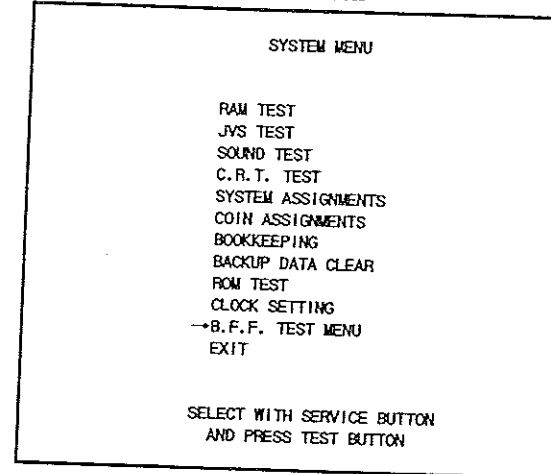 SYSTEM MENU
RAM TEST
JVS TEST
SOUND TEST
C.R.T. TEST
SYSTEM ASSIGNMENTS
COIN ASSIGNMENTS
BOOKKEEPING
BACKUP DATA CLEAR
ROM TEST
CLOCK SETTING
→B.F.F. TEST MENU
EXIT
SELECT WITH SERVICE BUTTON
AND PRESS TEST BUTTON